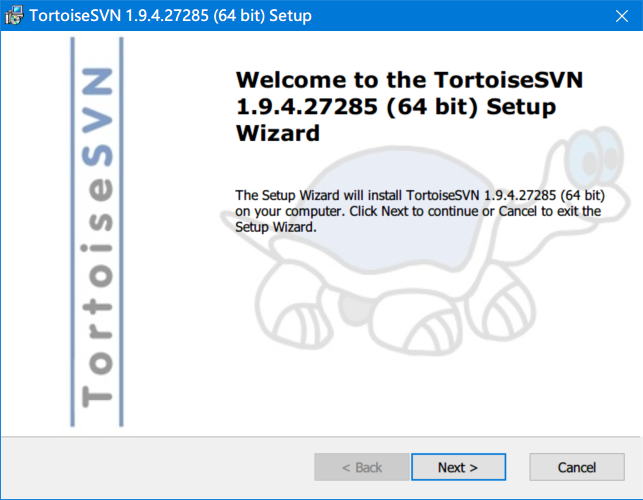 TortoiseSVN 1.9.4.27285 (64 bit) Setup
TortoiseSVN
Welcome to the TortoiseSVN
1.9.4.27285 (64 bit) Setup
Wizard
The Setup Wizard will install TortoiseSVN 1.9.4.27285 (64 bit)
on your computer. Click Next to continue or Cancel to exit the
Setup Wizard.
< Back
Next >
Cancel